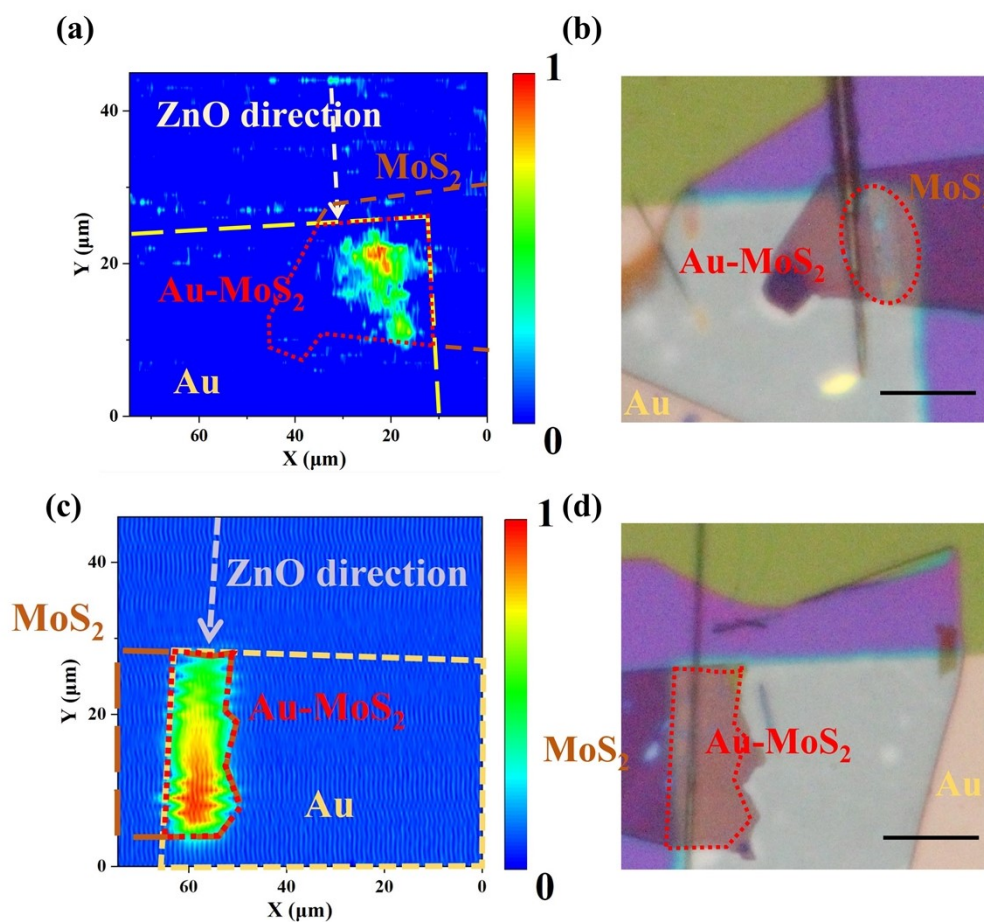 (a)
1
ZnO direction
MoS₂
Au-MoS₂
Au
0
20
40
Y (μm)
60
40
20
0
X (μm)
0
(b)
MoS
Au-MoS₂
Au
(c)
1
ZnO direction
MoS₂
Au-MoS₂
Au
0
20
40
Y (μm)
60
40
20
0
X (μm)
0
(d)
MoS₂
Au-MoS₂
Au